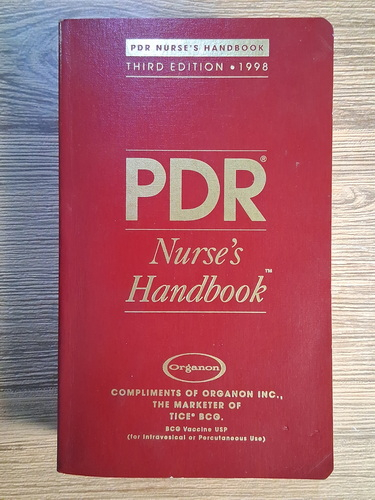 PDR NURSE'S HANDBOOK
THIRD EDITION • 1998
PDR®
Nurse's
Handbook™
Organon
COMPLIMENTS OF ORGANON INC.,
THE MARKETER OF
TICE® BCG.
BCG Vaccine USP
(for Intravesical or Percutaneous Use)